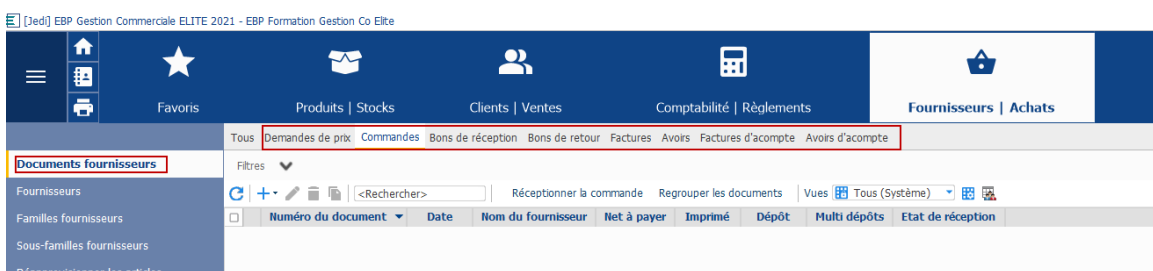 [Jedi] EBP Gestion Commerciale ELITE 2021 - EBP Formation Gestion Co Elite
Favoris Produits | Stocks Clients | Ventes Comptabilité | Règlements Fournisseurs | Achats
Tous Demandes de prix Commandes Bons de réception Bons de retour Factures Avoirs Factures d'acompte Avoirs d'acompte
Documents fournisseurs
Filtres
Fournisseurs
<Rechercher> Réceptionner la commande Regrouper les documents Vues Tous (Système)
Familles fournisseurs
Numéro du document Date Nom du fournisseur Net à payer Imprimé Dépôt Multi dépôts Etat de réception
Sous-familles fournisseurs